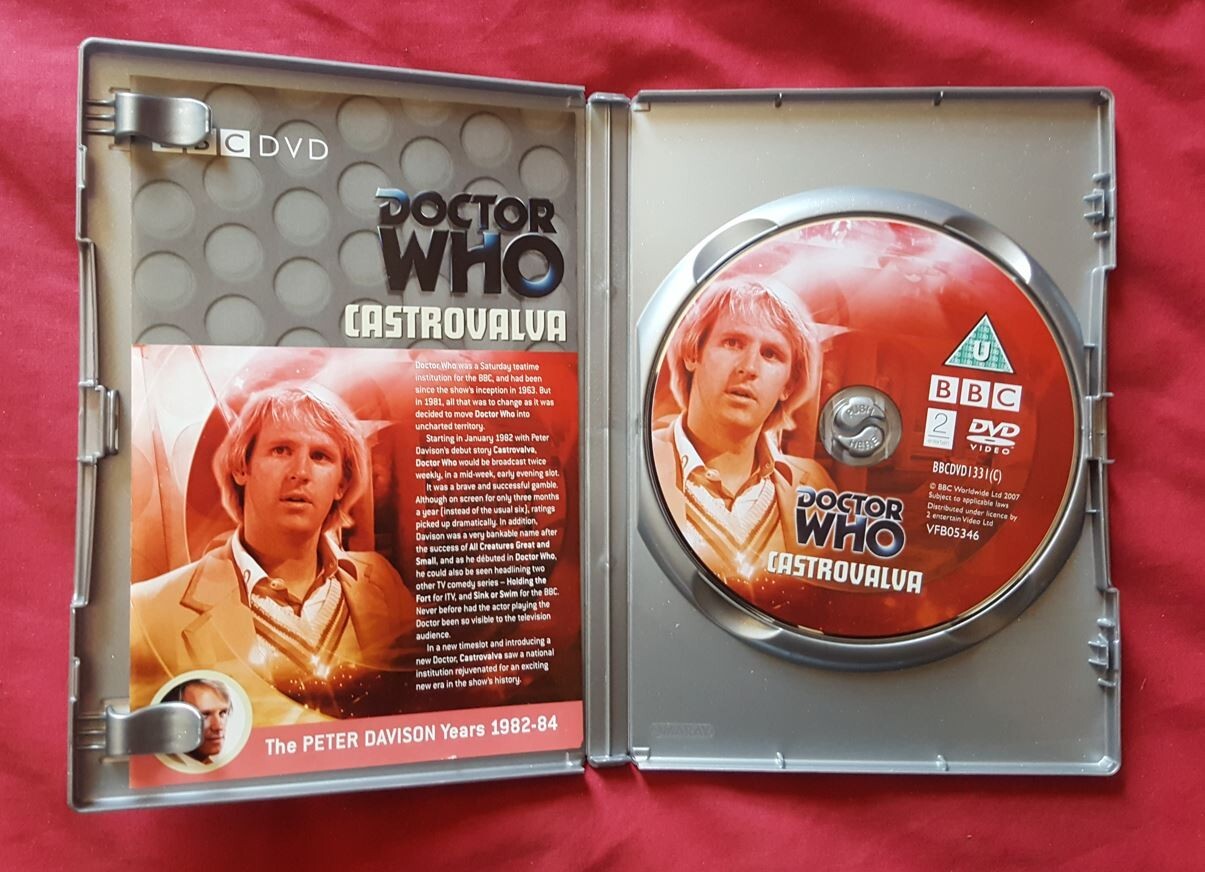 BBC DVD
DOCTOR
WHO
CASTROVALVA
Doctor Who was a Saturday teatime
institution for the BBC, and had been
since the show's inception in 1963. But
in 1981, all that was to change as it was
decided to move Doctor Who into
uncharted territory.
Starting in January 1982 with Peter
Davison's debut story Castrovalva,
Doctor Who would be broadcast twice
weekly, in a mid-week, early evening slot.
It was a brave and successful gamble.
Although on screen for only three months
a year (instead of the usual six), ratings
picked up dramatically. In addition,
Davison was a very bankable name after
the success of All Creatures Great and
Small, and as he débuted in Doctor Who,
he could also be seen headlining two
other TV comedy series – Holding the
Fort for ITV, and Sink or Swim for the BBC.
Never before had the actor playing the
Doctor been so visible to the television
audience.
In a new timeslot and introducing a
new Doctor, Castrovalva saw a national
institution rejuvenated for an exciting
new era in the show's history.
The PETER DAVISON Years 1982-84
U
BBC
2
entertain
DVD
VIDEO
BBCDVD1331(C)
© BBC Worldwide Ltd 2007
Subject to applicable laws
Distributed under licence by
2 entertain Video Ltd
VFB05346
PUSH
HERE
DOCTOR
WHO
CASTROVALVA
AMARAY